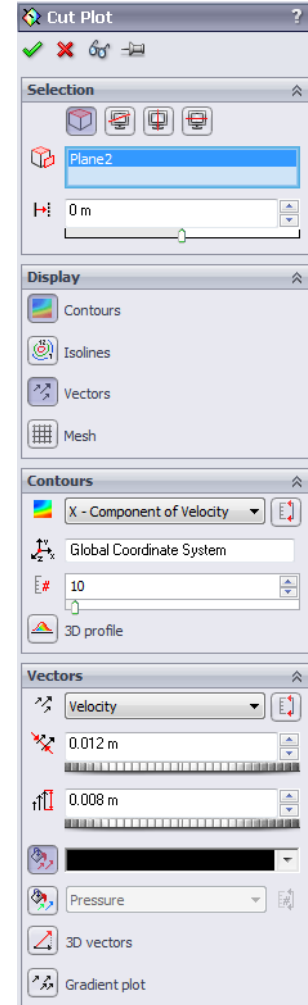 Cut Plot ?
Selection
Plane2
0 m
Display
Contours
Isolines
Vectors
Mesh
Contours
X - Component of Velocity
Global Coordinate System
10
3D profile
Vectors
Velocity
0.012 m
0.008 m
Pressure
3D vectors
Gradient plot